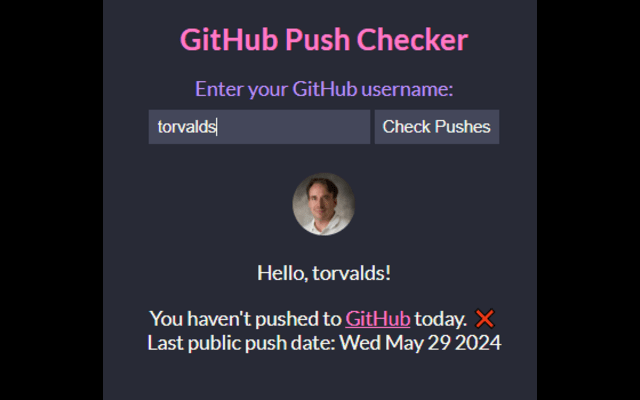 GitHub Push Checker
Enter your GitHub username:
torvalds
Check Pushes
Hello, torvalds!
You haven't pushed to GitHub today. ❌
Last public push date: Wed May 29 2024